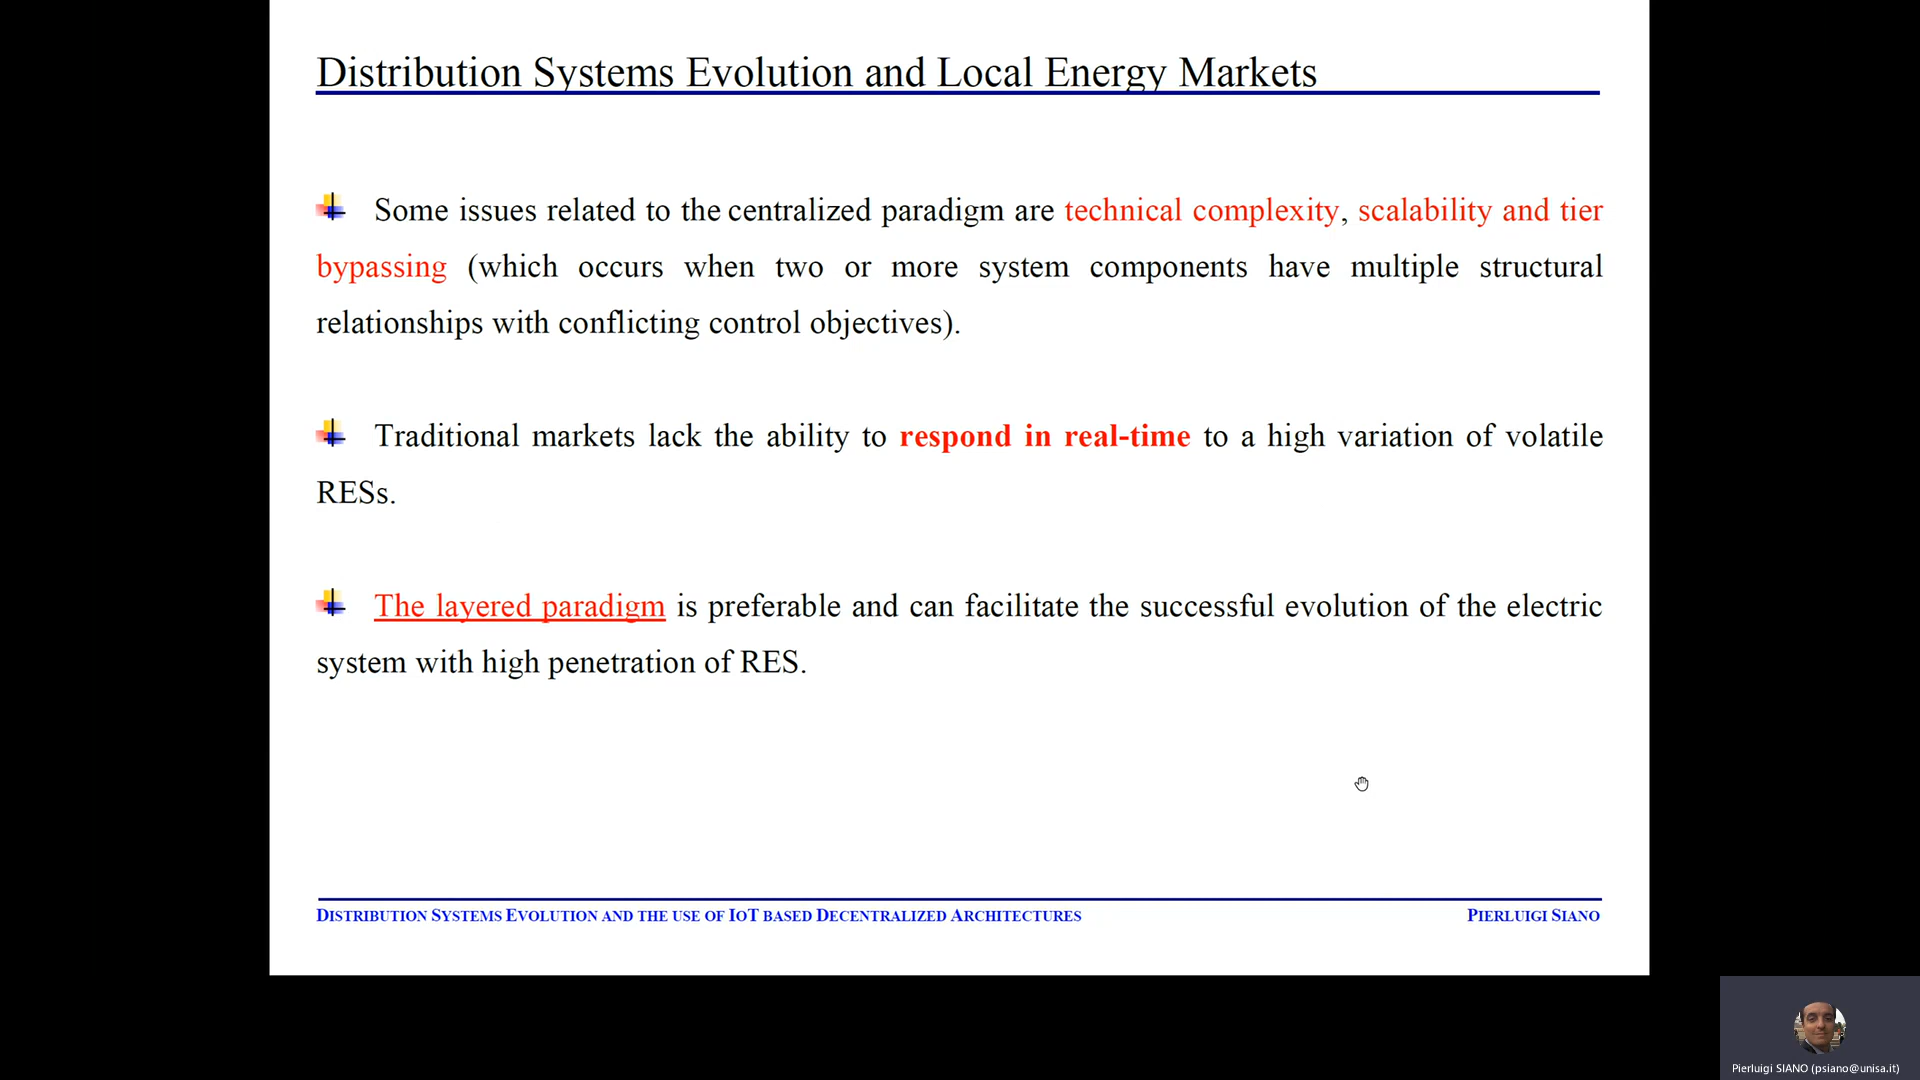 Distribution Systems Evolution and Local Energy Markets
Some issues related to the centralized paradigm are technical complexity, scalability and tier
bypassing (which occurs when two or more system components have multiple structural
relationships with conflicting control objectives).
Traditional markets lack the ability to respond in real-time to a high variation of volatile
RESs.
The layered paradigm is preferable and can facilitate the successful evolution of the electric
system with high penetration of RES.
DISTRIBUTION SYSTEMS EVOLUTION AND THE USE OF IOT BASED DECENTRALIZED ARCHITECTURES
PIERLUIGI SIANO
Pierluigi SIANO (psiano@unisa.it)